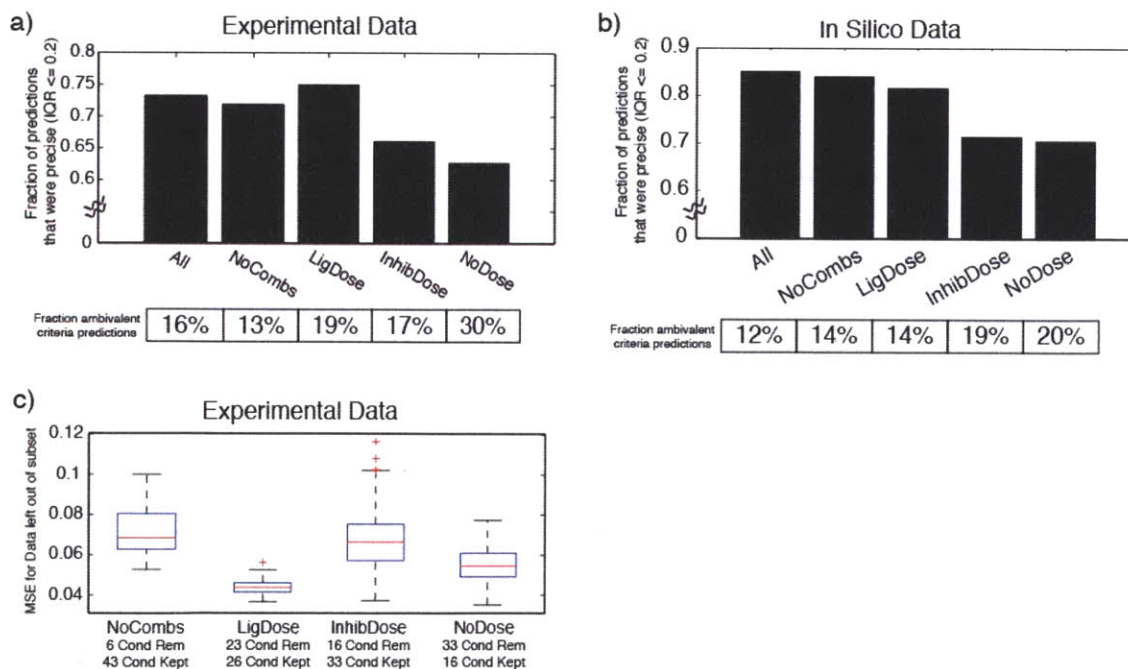 a)
Experimental Data
Fraction of predictions
that were precise (IQR <= 0.2)
0.8
0.75
0.7
0.65
0.6
0
All
NoCombs
LigDose
InhibDose
NoDose
Fraction ambivalent
criteria predictions
16% 13% 19% 17% 30%
b)
In Silico Data
Fraction of predictions
that were precise (IQR <= 0.2)
0.9
0.8
0.7
0.6
0
All
NoCombs
LigDose
InhibDose
NoDose
Fraction ambivalent
criteria predictions
12% 14% 14% 19% 20%
c)
Experimental Data
MSE for Data left out of subset
0.12
0.1
0.08
0.06
0.04
NoCombs LigDose InhibDose NoDose
6 Cond Rem 23 Cond Rem 16 Cond Rem 33 Cond Rem
43 Cond Kept 26 Cond Kept 33 Cond Kept 16 Cond Kept